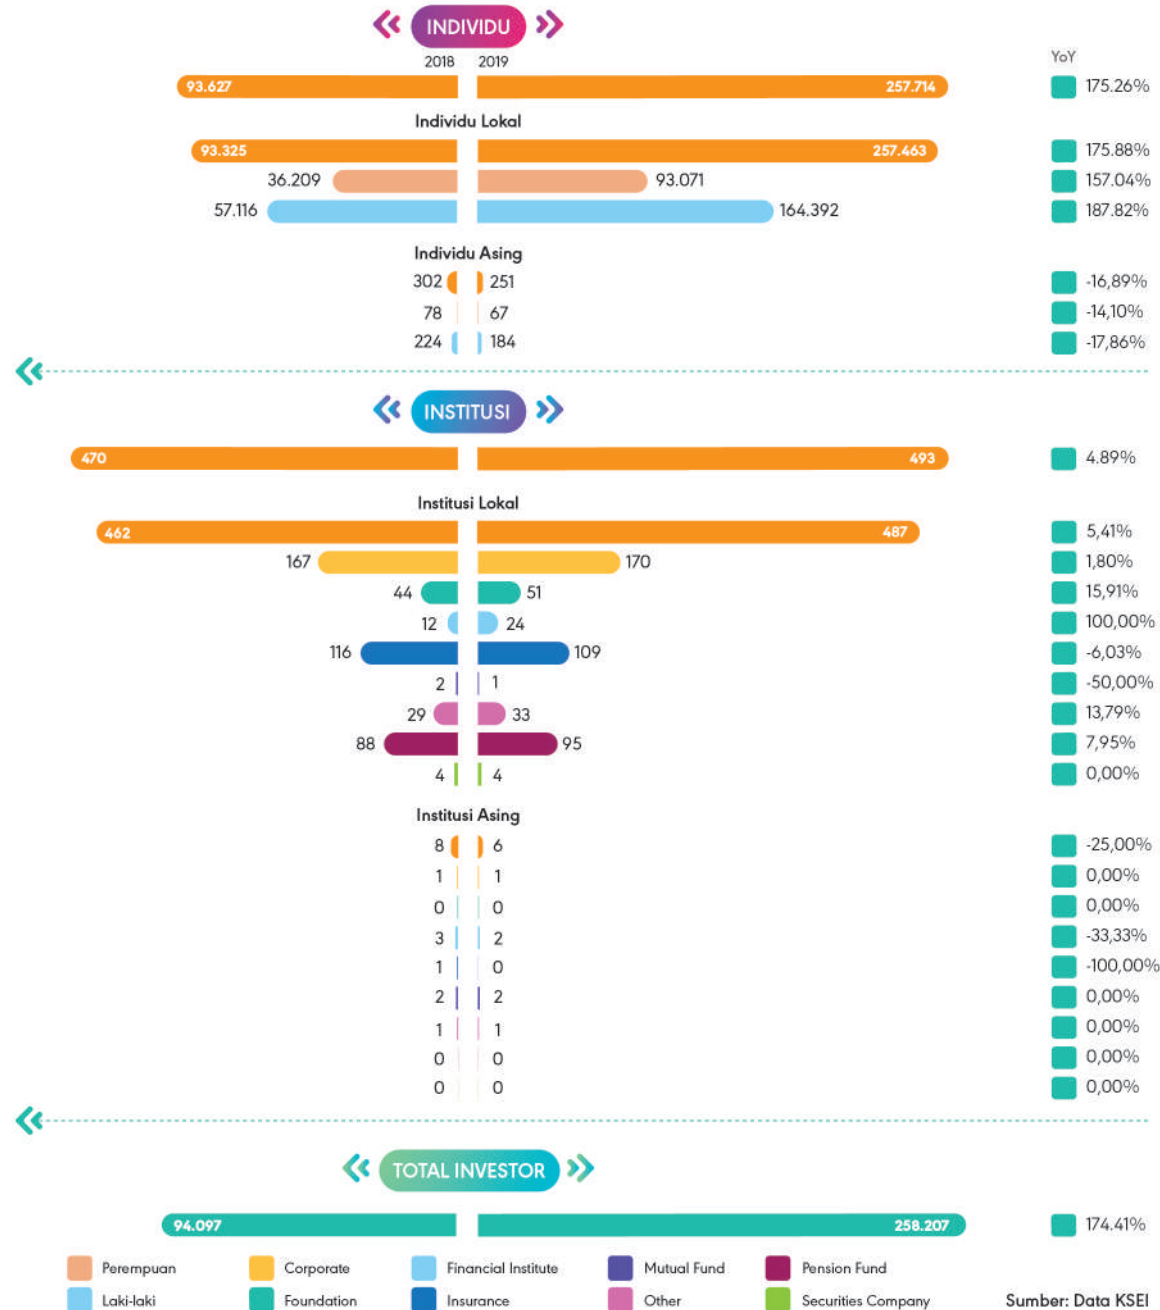 INDIVIDU
2018 2019
YoY
93.627 257.714 175.26%
Individu Lokal
93.325 257.463 175.88%
36.209 93.071 157.04%
57.116 164.392 187.82%
Individu Asing
302 251 -16,89%
78 67 -14,10%
224 184 -17,86%
INSTITUSI
470 493 4.89%
Institusi Lokal
462 487 5,41%
167 170 1,80%
44 51 15,91%
12 24 100,00%
116 109 -6,03%
2 1 -50,00%
29 33 13,79%
88 95 7,95%
4 4 0,00%
Institusi Asing
8 6 -25,00%
1 1 0,00%
0 0 0,00%
3 2 -33,33%
1 0 -100,00%
2 2 0,00%
1 1 0,00%
0 0 0,00%
0 0 0,00%
TOTAL INVESTOR
94.097 258.207 174.41%
Perempuan Corporate Financial Institute Mutual Fund Pension Fund
Laki-laki Foundation Insurance Other Securities Company Sumber: Data KSEI